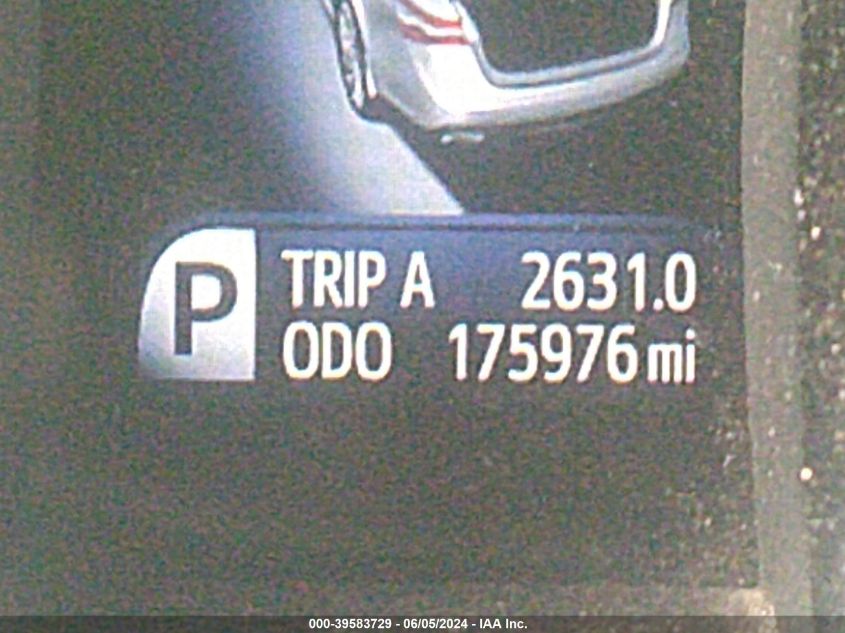 P
TRIP A 2631.0
ODO 175976 mi
000-39583729 - 06/05/2024 - IAA Inc.